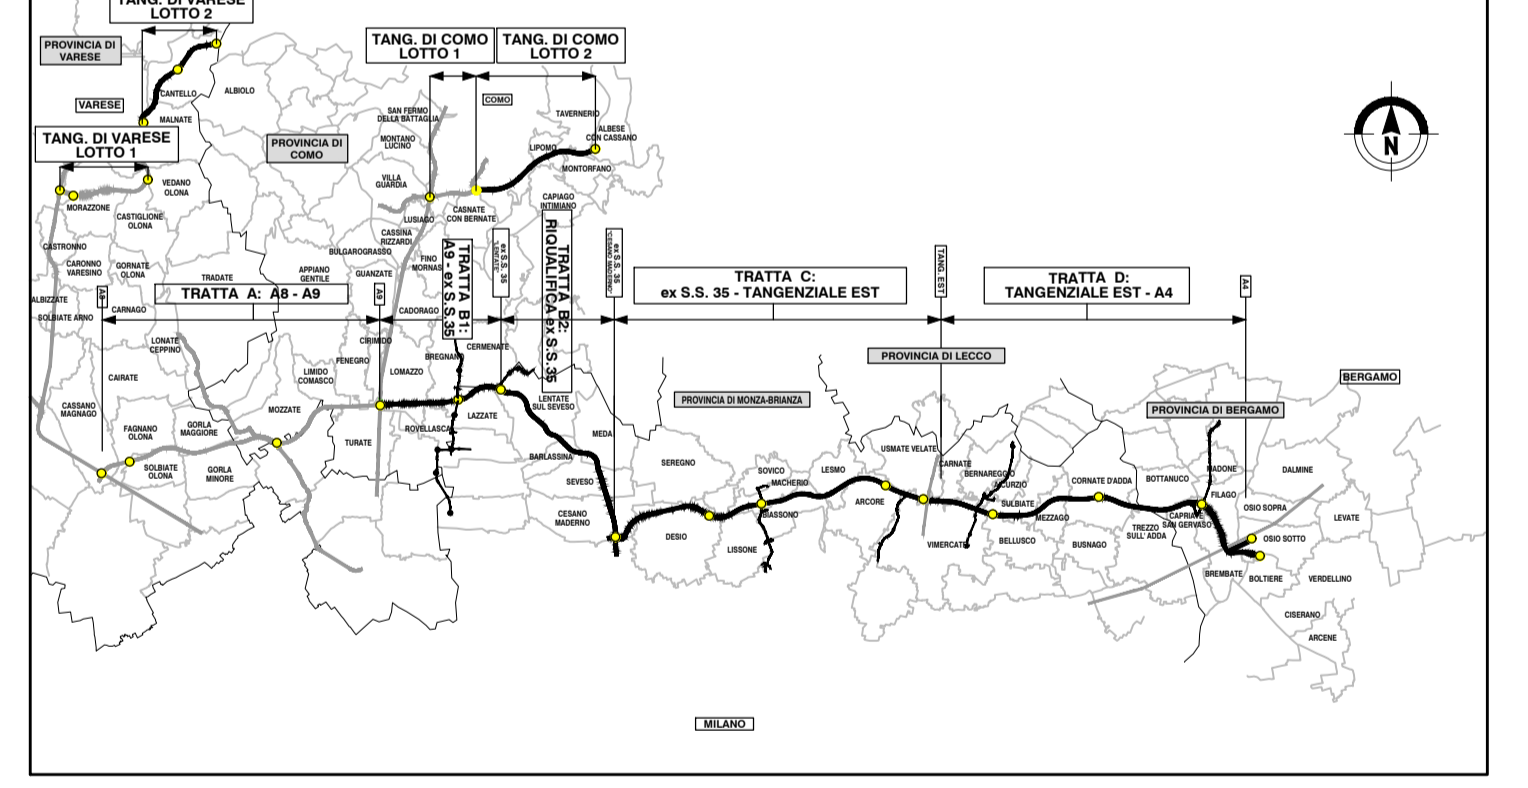 TANG. DI VARESE
LOTTO 2
PROVINCIA DI
VARESE
CANTELLO
ALBIOLO
VARESE
MALNATE
TANG. DI VARESE
LOTTO 1
PROVINCIA DI
COMO
VEDANO
OLONA
MORAZZONE
CASTIGLIONE
OLONA
TANG. DI COMO
LOTTO 1
TANG. DI COMO
LOTTO 2
COMO
SAN FERMO
DELLA BATTAGLIA
TAVERNERIO
ALBESE
CON CASSANO
MONTANO
LUCINO
LIPOMO
MONTORFANO
VILLA
GUARDIA
CAPIAGO
INTIMIANO
LUSIAGO
CASNATE
CON BERNATE
CASSINA
RIZZARDI
BULGAROGRASSO
N
CASTRONNO
CARONNO
VARESINO
GORNATE
OLONA
TRADATE
APPIANO
GENTILE
GUANZATE
FINO
MORNAS
ALBIZZATE
SOLBIATE ARNO
CARNAGO
A8
TRATTA A: A8 - A9
A9
CADORAGO
TRATTA B1:
A9 - ex S.S.35
ex S.S. 35
"LENTATE"
TRATTA B2:
RIQUALIFICA ex S.S.35
ex S.S. 35
"CESANO MADERNO"
TRATTA C:
ex S.S. 35 - TANGENZIALE EST
TANG. EST
TRATTA D:
TANGENZIALE EST - A4
A4
LONATE
CEPPINO
CIRIMIDO
FENEGRO
BREGNANO
CERMENATE
PROVINCIA DI LECCO
CAIRATE
LIMIDO
COMASCO
LOMAZZO
BERGAMO
CASSANO
MAGNAGO
MOZZATE
LENTATE
SUL SEVESO
PROVINCIA DI MONZA-BRIANZA
PROVINCIA DI BERGAMO
LAZZATE
FAGNANO
OLONA
GORLA
MAGGIORE
TURATE
ROVELLASCA
MEDA
USMATE VELATE
SOLBIATE
OLONA
GORLA
MINORE
BARLASSINA
SEREGNO
SOVICO
MACHERIO
LESMO
CARNATE
BERNAREGGIO
MADONE
DALMINE
SEVESO
AICURZIO
CORNATE D'ADDA
BOTTANUCO
FILAGO
BIASSONO
ARCORE
SULBIATE
MEZZAGO
CAPRIATE
SAN GERVASO
OSIO SOPRA
LEVATE
CESANO
MADERNO
TREZZO
SULL' ADDA
DESIO
LISSONE
VIMERCATE
BELLUSCO
BUSNAGO
OSIO SOTTO
BREMBATE
BOLTIERE
VERDELLINO
CISERANO
ARCENE
MILANO